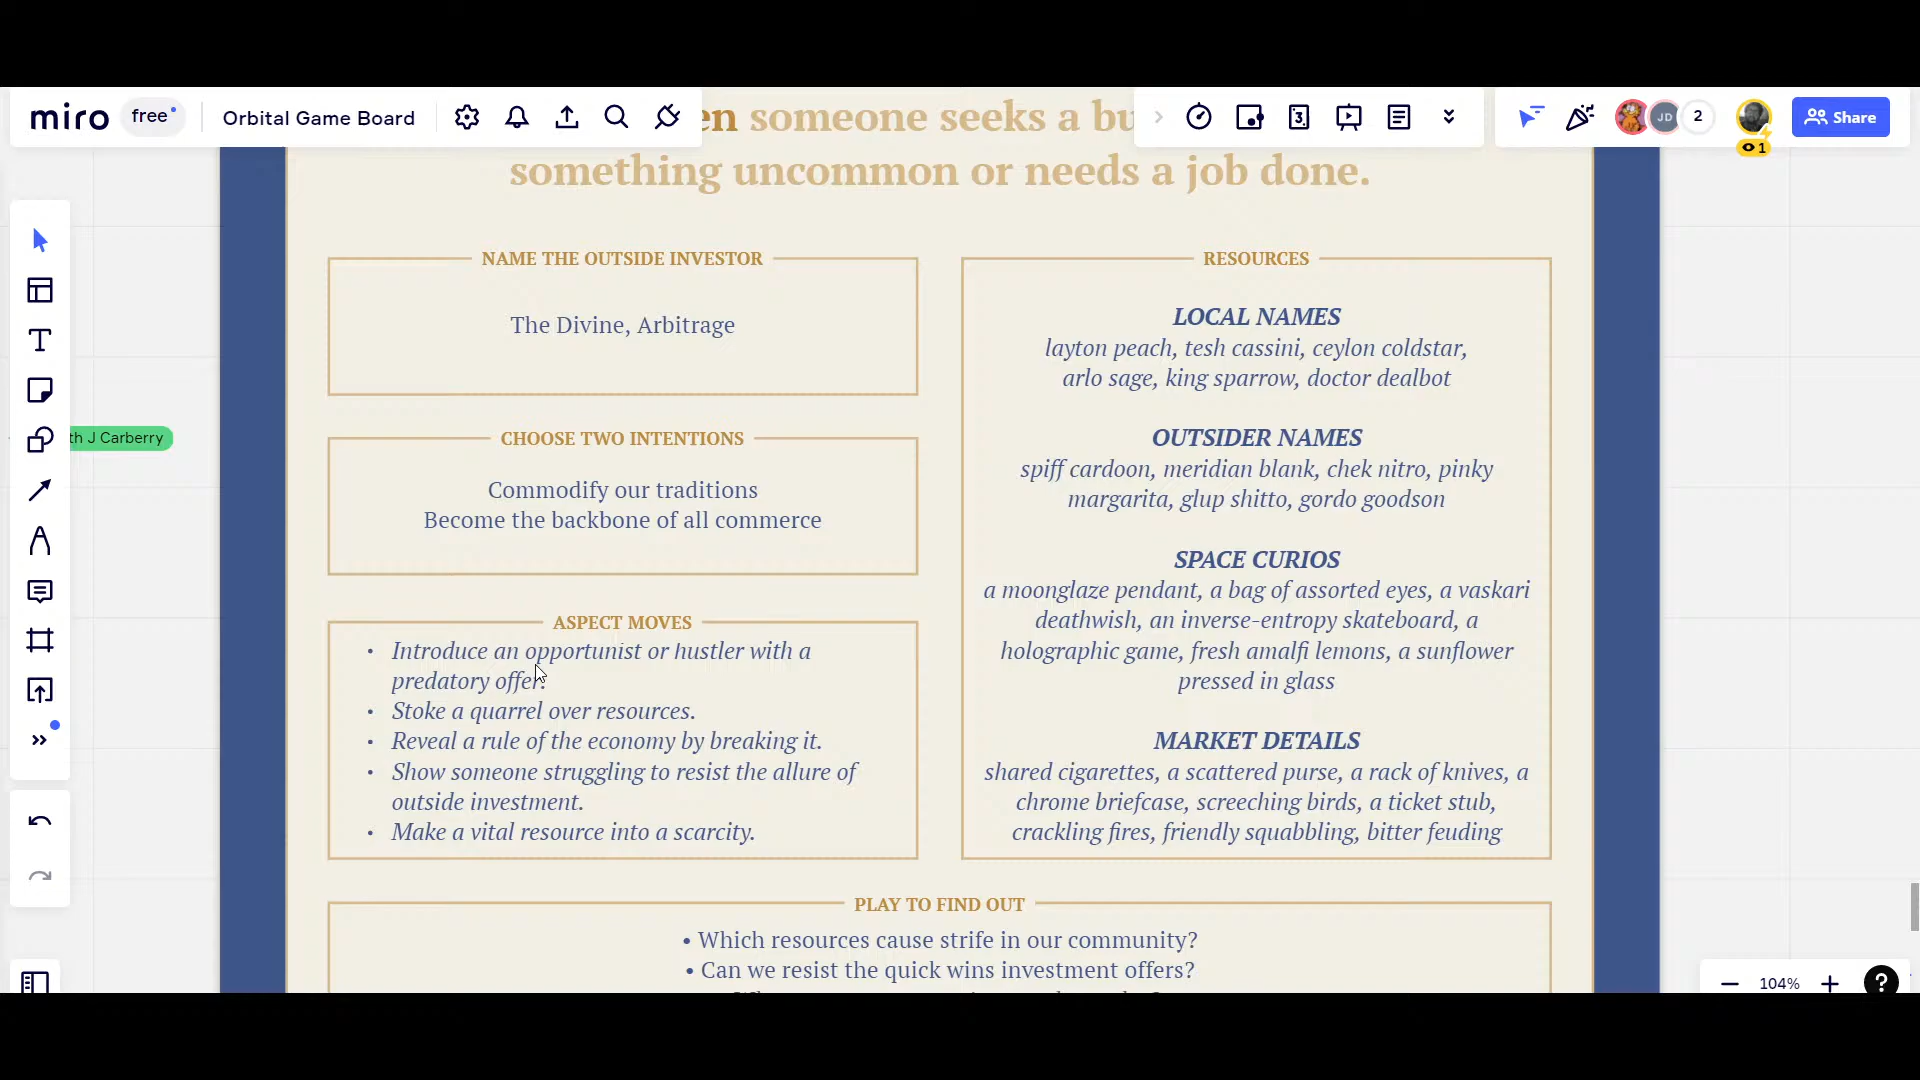 miro free Orbital Game Board
3
JD
2
Share
1
en someone seeks a bu
something uncommon or needs a job done.
NAME THE OUTSIDE INVESTOR
The Divine, Arbitrage
CHOOSE TWO INTENTIONS
Commodify our traditions
Become the backbone of all commerce
th J Carberry
ASPECT MOVES
• Introduce an opportunist or hustler with a
predatory offer.
• Stoke a quarrel over resources.
• Reveal a rule of the economy by breaking it.
• Show someone struggling to resist the allure of
outside investment.
• Make a vital resource into a scarcity.
RESOURCES
LOCAL NAMES
layton peach, tesh cassini, ceylon coldstar,
arlo sage, king sparrow, doctor dealbot
OUTSIDER NAMES
spiff cardoon, meridian blank, chek nitro, pinky
margarita, glup shitto, gordo goodson
SPACE CURIOS
a moonglaze pendant, a bag of assorted eyes, a vaskari
deathwish, an inverse-entropy skateboard, a
holographic game, fresh amalfi lemons, a sunflower
pressed in glass
MARKET DETAILS
shared cigarettes, a scattered purse, a rack of knives, a
chrome briefcase, screeching birds, a ticket stub,
crackling fires, friendly squabbling, bitter feuding
PLAY TO FIND OUT
• Which resources cause strife in our community?
• Can we resist the quick wins investment offers?
104%
?